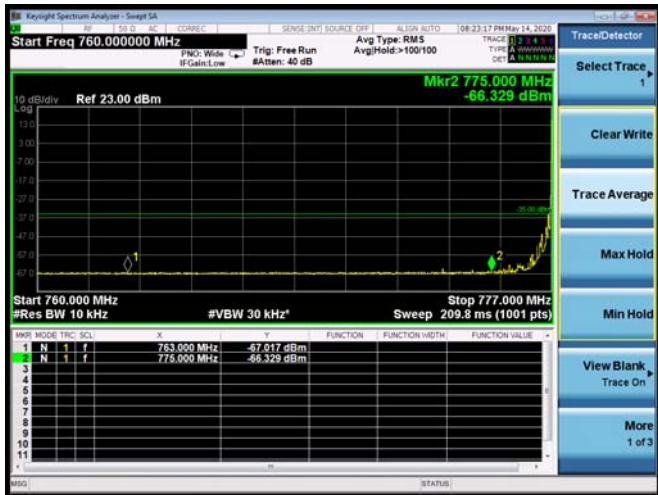 Keysight Spectrum Analyzer - Swept SA
RF 50 Ω AC CORREC SENSE:INT SOURCE OFF ALIGN AUTO 08:23:17 PM May 14, 2020
Start Freq 760.000000 MHz
PNO: Wide
IFGain:Low
Trig: Free Run
#Atten: 40 dB
Avg Type: RMS
Avg|Hold:>100/100
TRACE 1 2 3 4 5 6
TYPE A WWWWW
DET A N N N N N
Mkr2 775.000 MHz
-66.329 dBm
10 dB/div Ref 23.00 dBm
Log
13.0
3.00
-7.00
-17.0
-27.0
-35.00 dBm
-37.0
-47.0
-57.0
-67.0
1
2
Start 760.000 MHz Stop 777.000 MHz
#Res BW 10 kHz #VBW 30 kHz* Sweep 209.8 ms (1001 pts)
MKR MODE TRC SCL X Y FUNCTION FUNCTION WIDTH FUNCTION VALUE
1 N 1 f 763.000 MHz -67.017 dBm
2 N 1 f 775.000 MHz -66.329 dBm
3
4
5
6
7
8
9
10
11
MSG STATUS
Trace/Detector
Select Trace
1
Clear Write
Trace Average
Max Hold
Min Hold
View Blank
Trace On
More
1 of 3